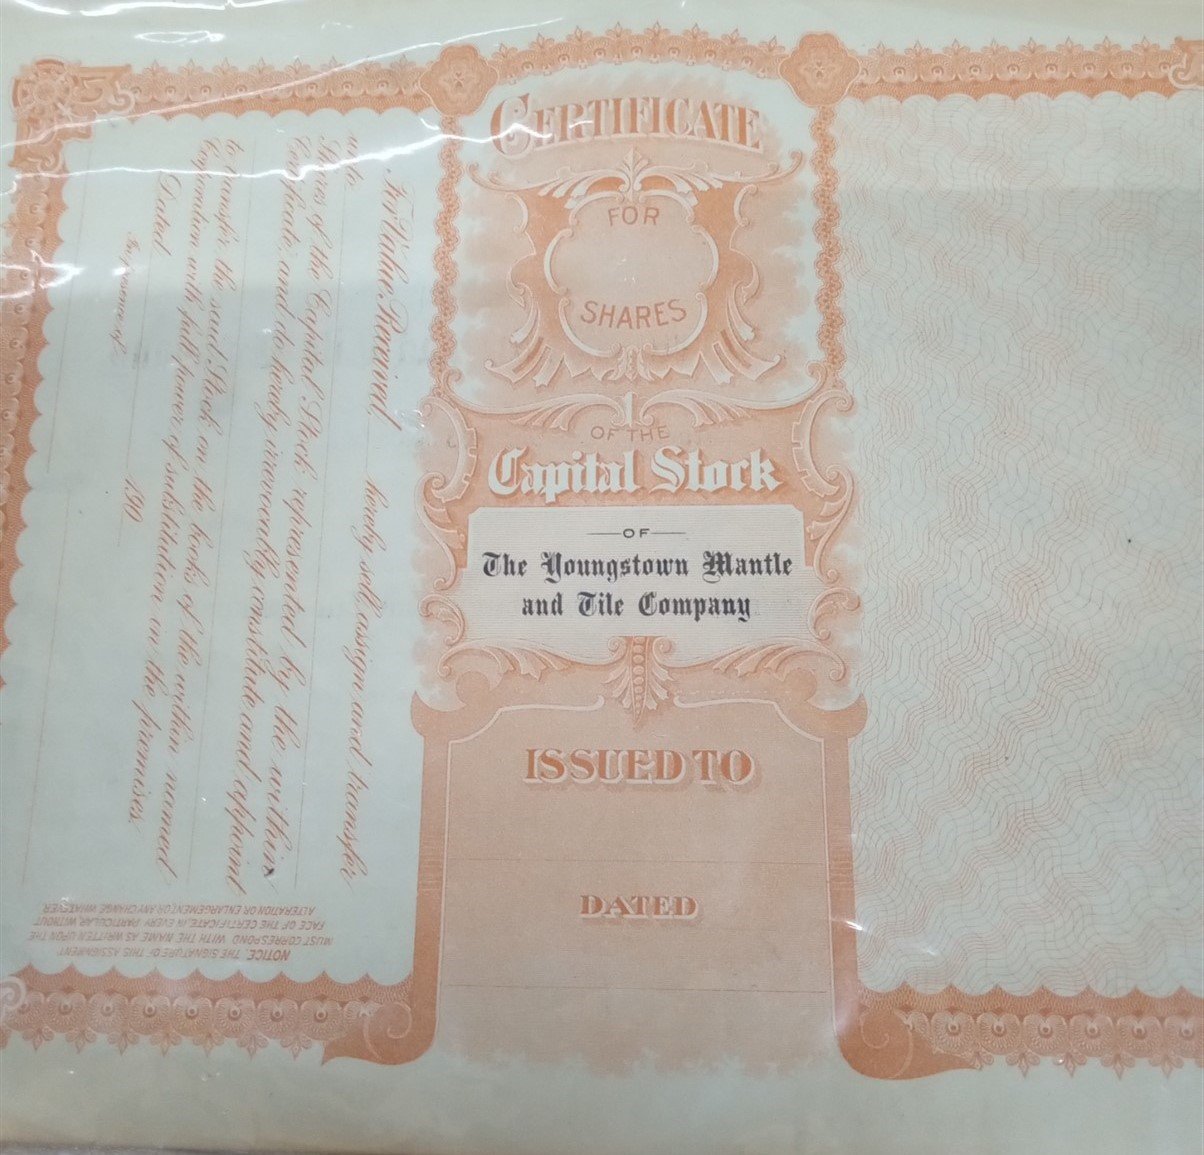 CERTIFICATE
FOR
SHARES
OF THE
Capital Stock
OF
The Youngstown Mantle
and Tile Company
ISSUED TO
DATED
For Value Received, hereby sell, assign and transfer
unto
Shares of the Capital Stock represented by the within
Certificate, and do hereby irrevocably constitute and appoint
to transfer the said Stock on the books of the within named
Corporation with full power of substitution in the premises.
Dated 190
In presence of
NOTICE. THE SIGNATURE OF THIS ASSIGNMENT
MUST CORRESPOND WITH THE NAME AS WRITTEN UPON THE
FACE OF THE CERTIFICATE, IN EVERY PARTICULAR, WITHOUT
ALTERATION OR ENLARGEMENT OR ANY CHANGE WHATEVER.